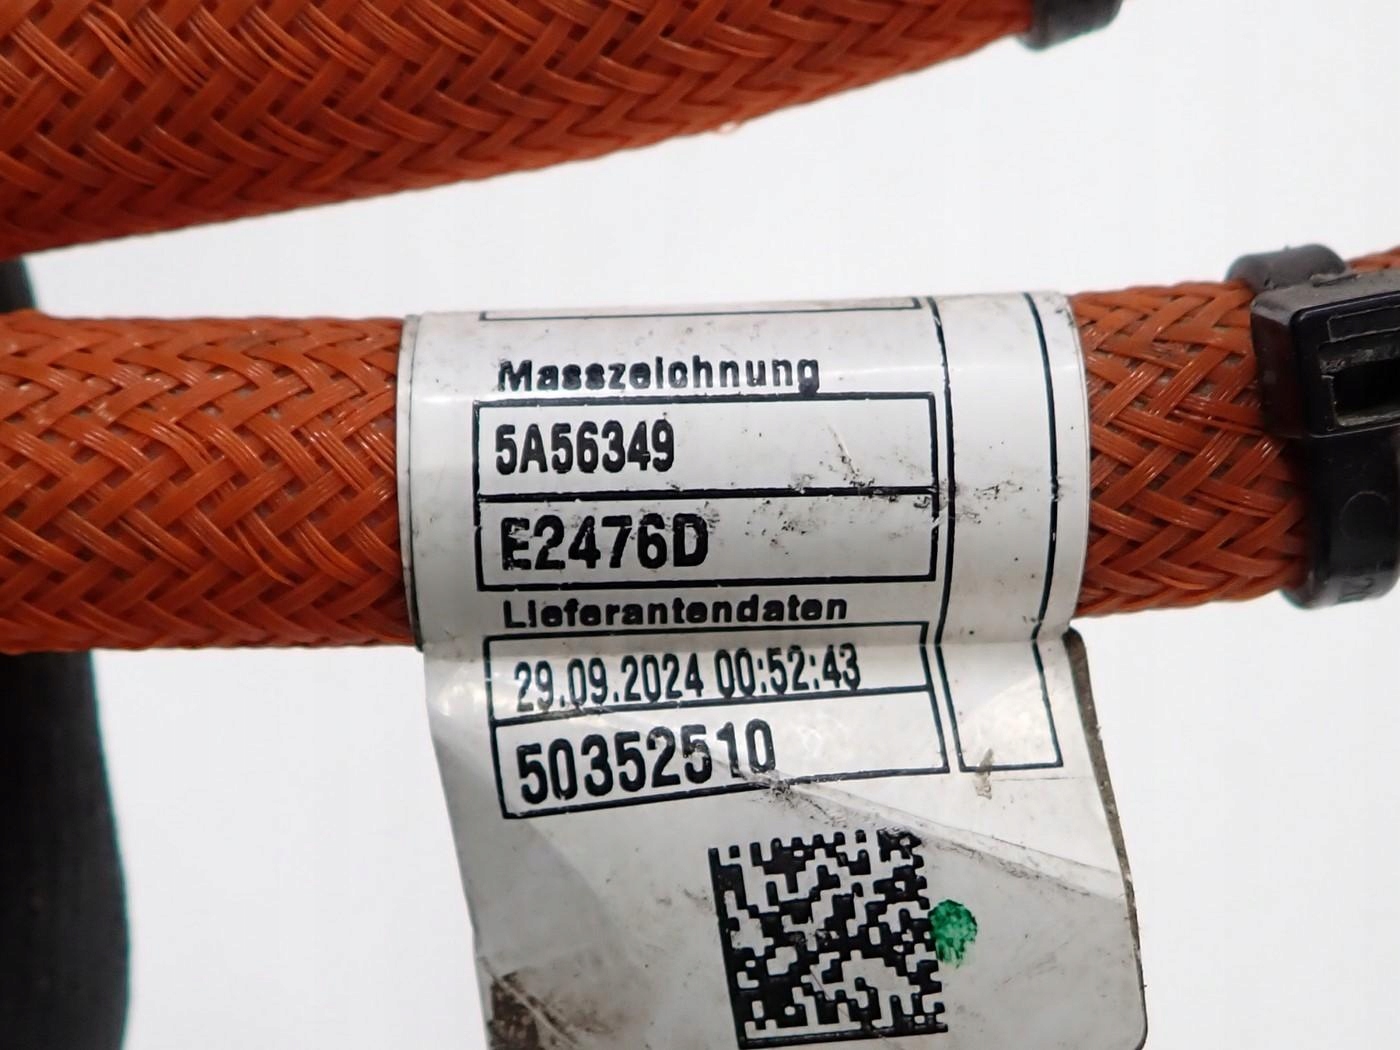 Masszeichnung
5A56349
E2476D
Lieferantendaten
29.09.2024 00:52:43
50352510